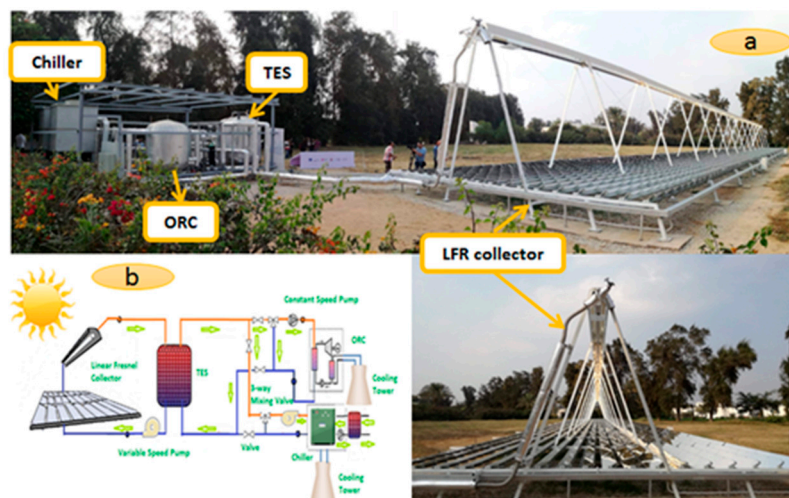 a
Chiller
TES
ORC
LFR collector
b
Constant Speed Pump
Linear Fresnel
Collector
TES
ORC
3-way
Mixing Valve
Cooling
Tower
Variable Speed Pump
Valve
Chiller
Cooling
Tower